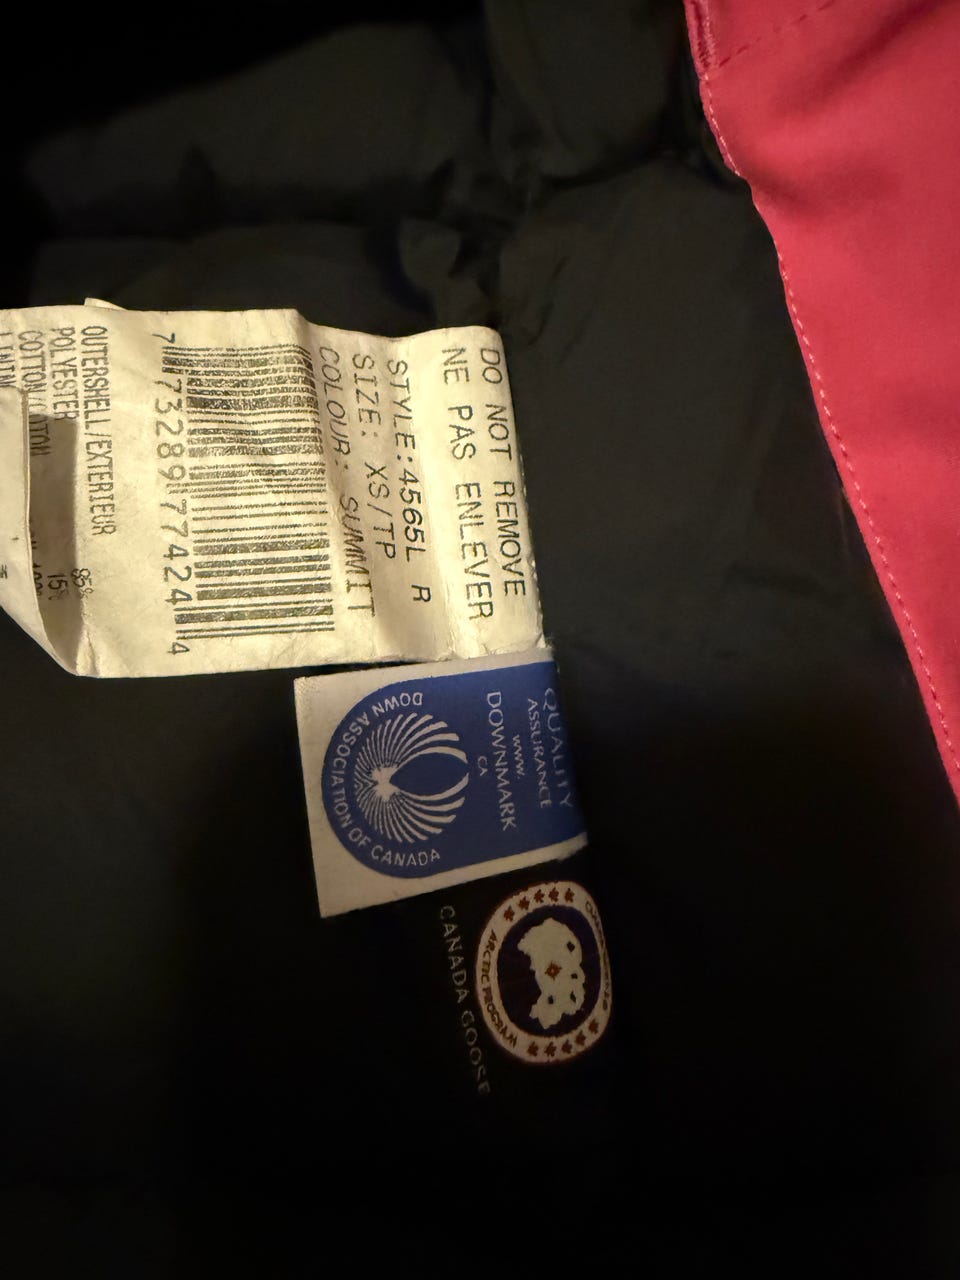 DO NOT REMOVE
NE PAS ENLEVER
STYLE:4565L R
SIZE: XS/TP
COLOUR: SUMMIT
7 73289 77424 4
OUTERSHELL/EXTERIEUR
POLYESTER 85%
COTTON/COTON 15%
QUALITY
ASSURANCE
www.
DOWNMARK
CA
DOWN ASSOCIATION OF CANADA
ARCTIC PROGRAM
CANADA GOOSE